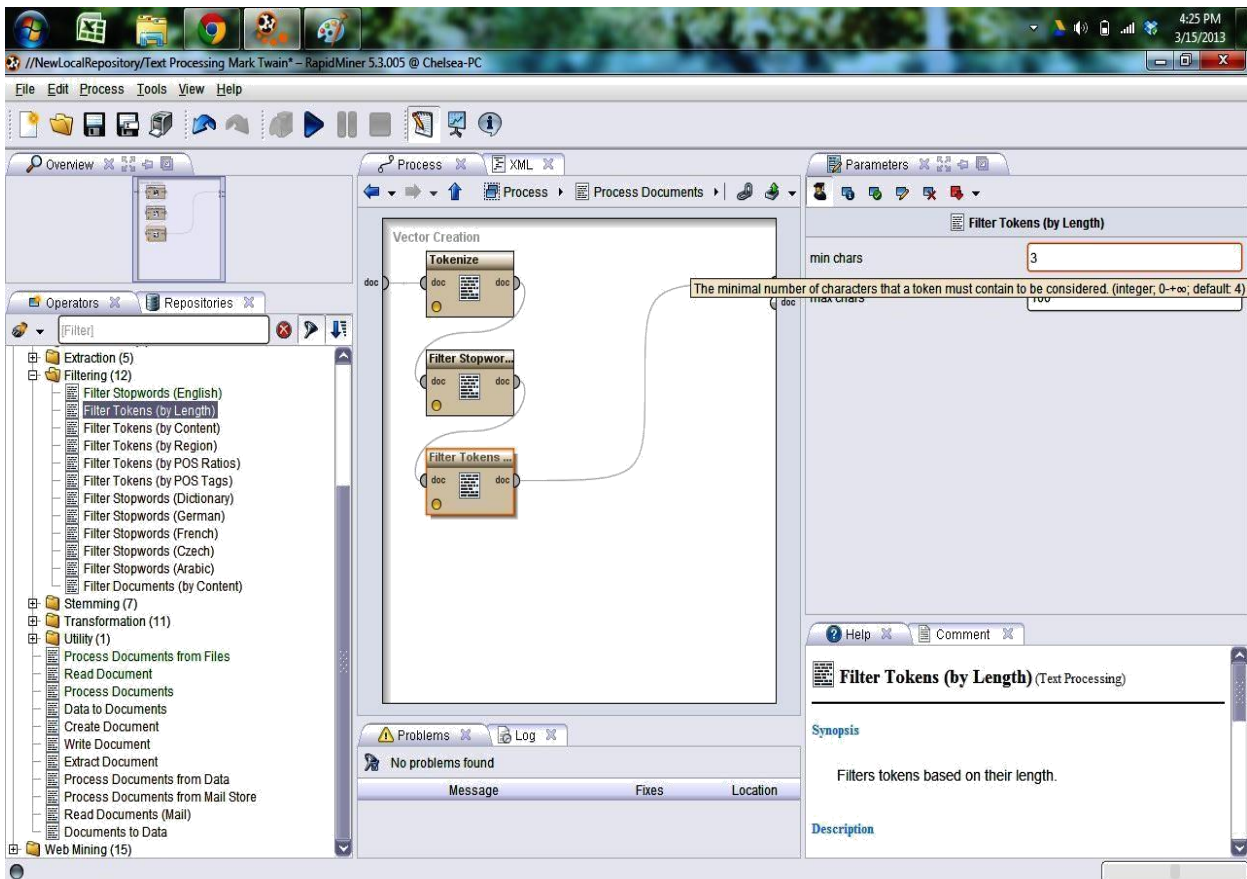 4:25 PM
3/15/2013
//NewLocalRepository/Text Processing Mark Twain* – RapidMiner 5.3.005 @ Chelsea-PC
File Edit Process Tools View Help
Overview
Process XML
Parameters
Process Process Documents
Filter Tokens (by Length)
Vector Creation
min chars 3
Tokenize
doc doc doc
The minimal number of characters that a token must contain to be considered. (integer; 0-+∞; default: 4)
doc
max chars 100
Operators Repositories
[Filter]
Extraction (5)
Filtering (12)
Filter Stopwords (English)
Filter Tokens (by Length)
Filter Tokens (by Content)
Filter Tokens (by Region)
Filter Tokens (by POS Ratios)
Filter Tokens (by POS Tags)
Filter Stopwords (Dictionary)
Filter Stopwords (German)
Filter Stopwords (French)
Filter Stopwords (Czech)
Filter Stopwords (Arabic)
Filter Documents (by Content)
Stemming (7)
Transformation (11)
Utility (1)
Process Documents from Files
Read Document
Process Documents
Data to Documents
Create Document
Write Document
Extract Document
Process Documents from Data
Process Documents from Mail Store
Read Documents (Mail)
Documents to Data
Web Mining (15)
Filter Stopwor...
doc doc
Filter Tokens ...
doc doc
Problems Log
No problems found
Message Fixes Location
Help Comment
Filter Tokens (by Length) (Text Processing)
Synopsis
Filters tokens based on their length.
Description